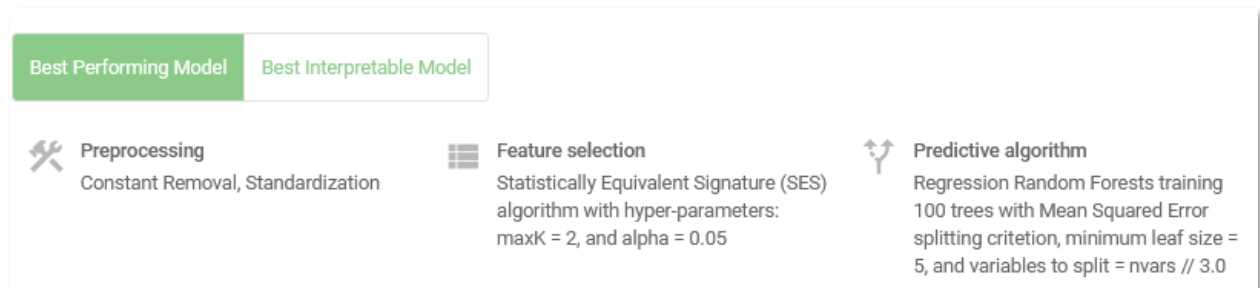 Best Performing Model
Best Interpretable Model
Preprocessing
Constant Removal, Standardization
Feature selection
Statistically Equivalent Signature (SES)
algorithm with hyper-parameters:
maxK = 2, and alpha = 0.05
Predictive algorithm
Regression Random Forests training
100 trees with Mean Squared Error
splitting critetion, minimum leaf size =
5, and variables to split = nvars // 3.0